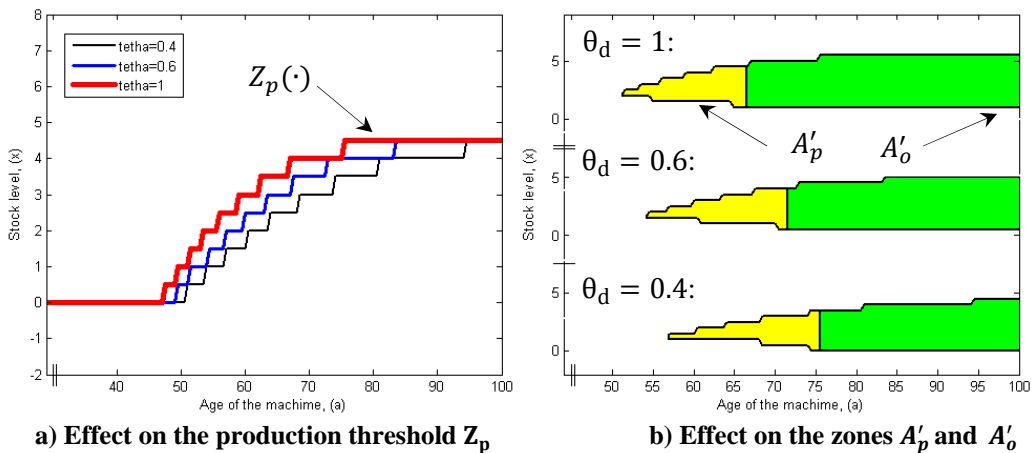 8
7
6
5
4
3
2
1
0
-1
-2
Stock level, (x)
tetha=0.4
tetha=0.6
tetha=1
Z_p(·)
40 50 60 70 80 90 100
Age of the machime, (a)
a) Effect on the production threshold Z_p
θ_d = 1:
5
0
A′_p
A′_o
θ_d = 0.6:
5
0
Stock level, (x)
θ_d = 0.4:
5
0
50 55 60 65 70 75 80 85 90 95 100
Age of the machime, (a)
b) Effect on the zones A′_p and A′_o